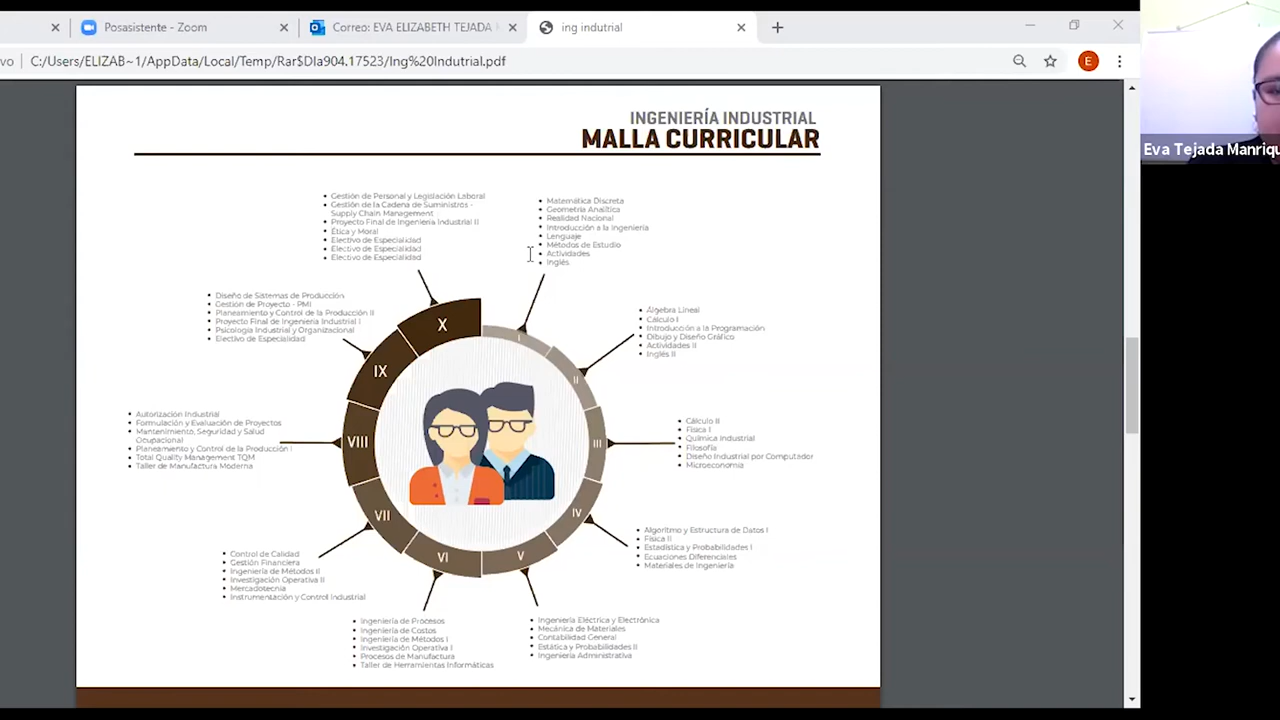 Posasistente - Zoom
Correo: EVA ELIZABETH TEJADA
ing indutrial
C:/Users/ELIZAB~1/AppData/Local/Temp/Rar$DIa904.17523/Ing%20Indutrial.pdf
E
Eva Tejada Manriqu
INGENIERÍA INDUSTRIAL
MALLA CURRICULAR
Gestión de Personal y Legislación Laboral
Gestión de la Cadena de Suministros -
Supply Chain Management
Proyecto Final de Ingeniería Industrial II
Ética y Moral
Electivo de Especialidad
Electivo de Especialidad
Electivo de Especialidad
Matemática Discreta
Geometría Analítica
Realidad Nacional
Introducción a la Ingeniería
Lenguaje
Métodos de Estudio
Actividades
Inglés
Diseño de Sistemas de Producción
Gestión de Proyecto - PMI
Planeamiento y Control de la Producción II
Proyecto Final de Ingeniería Industrial I
Psicología Industrial y Organizacional
Electivo de Especialidad
Álgebra Lineal
Cálculo I
Introducción a la Programación
Dibujo y Diseño Gráfico
Actividades II
Inglés II
X
I
IX
II
VIII
III
VII
IV
VI
V
Autorización Industrial
Formulación y Evaluación de Proyectos
Mantenimiento, Seguridad y Salud
Ocupacional
Planeamiento y Control de la Producción I
Total Quality Management TQM
Taller de Manufactura Moderna
Cálculo II
Física I
Química Industrial
Filosofía
Diseño Industrial por Computador
Microeconomía
Control de Calidad
Gestión Financiera
Ingeniería de Métodos II
Investigación Operativa II
Mercadotecnia
Instrumentación y Control Industrial
Algoritmo y Estructura de Datos I
Física II
Estadística y Probabilidades I
Ecuaciones Diferenciales
Materiales de Ingeniería
Ingeniería de Procesos
Ingeniería de Costos
Ingeniería de Métodos I
Investigación Operativa I
Procesos de Manufactura
Taller de Herramientas Informáticas
Ingeniería Eléctrica y Electrónica
Mecánica de Materiales
Contabilidad General
Estática y Probabilidades II
Ingeniería Administrativa